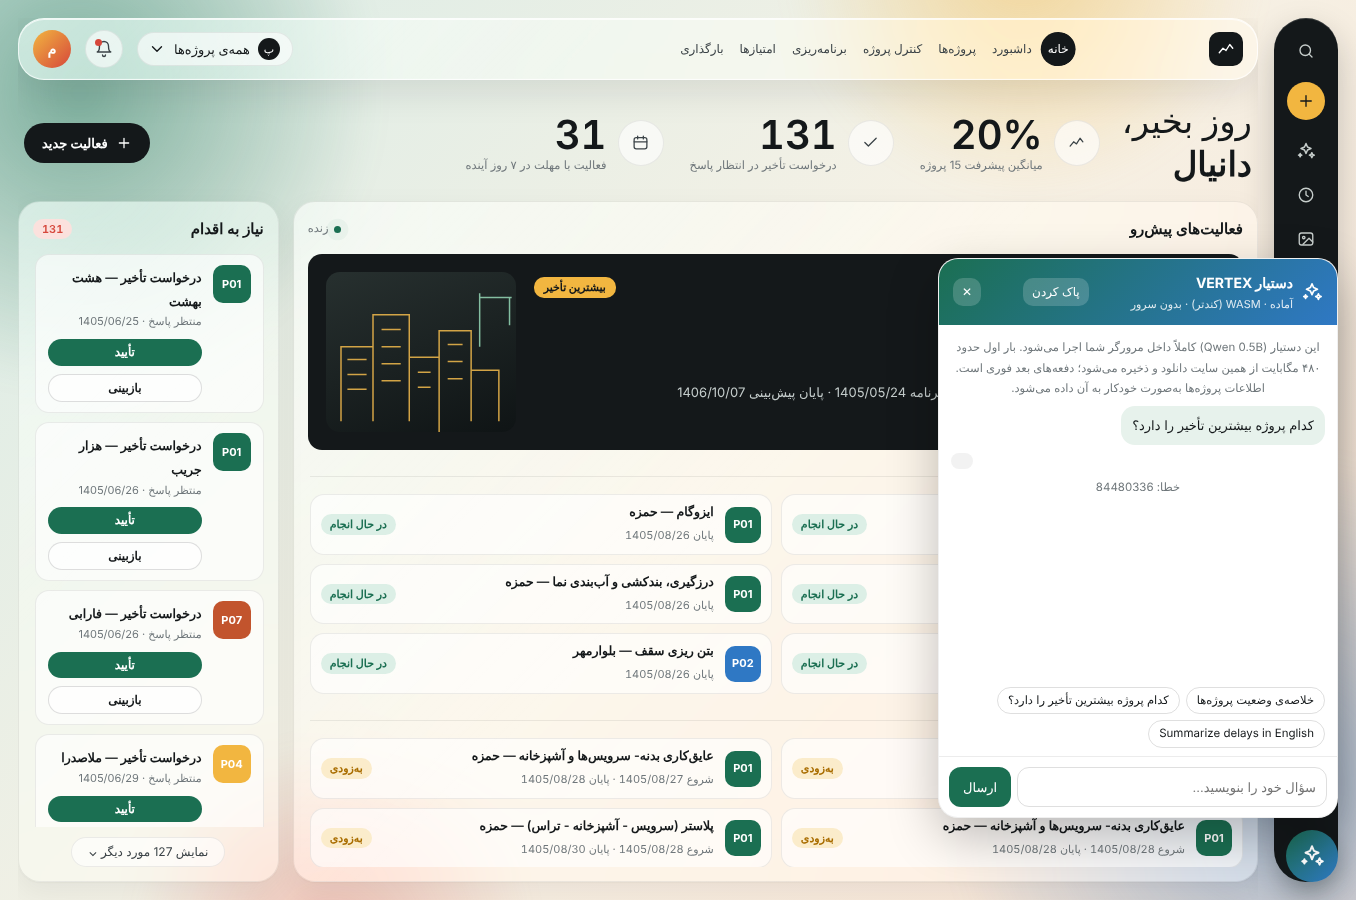 خانه
داشبورد
پروژه‌ها
کنترل پروژه
برنامه‌ریزی
امتیازها
بارگذاری
ب
همه‌ی پروژه‌ها
م
روز بخیر،
دانیال
20%
میانگین پیشرفت 15 پروژه
131
درخواست تأخیر در انتظار پاسخ
31
فعالیت با مهلت در ۷ روز آینده
فعالیت جدید
فعالیت‌های پیش‌رو
زنده
بیشترین تأخیر
برنامه 1405/05/24 · پایان پیش‌بینی 1406/10/07
در حال انجام
P01
ایزوگام — حمزه
پایان 1405/08/26
در حال انجام
در حال انجام
P01
درزگیری، بندکشی و آب‌بندی نما — حمزه
پایان 1405/08/26
در حال انجام
در حال انجام
P02
بتن ریزی سقف — بلوارمهر
پایان 1405/08/26
در حال انجام
به‌زودی
P01
عایق‌کاری بدنه- سرویس‌ها و آشپزخانه — حمزه
شروع 1405/08/27 · پایان 1405/08/28
به‌زودی
P01
عایق‌کاری بدنه- سرویس‌ها و آشپزخانه — حمزه
شروع 1405/08/28 · پایان 1405/08/28
به‌زودی
P01
پلاستر (سرویس - آشپزخانه - تراس) — حمزه
شروع 1405/08/28 · پایان 1405/08/30
به‌زودی
نیاز به اقدام
131
P01
درخواست تأخیر — هشت
بهشت
منتظر پاسخ · 1405/06/25
تأیید
بازبینی
P01
درخواست تأخیر — هزار
جریب
منتظر پاسخ · 1405/06/26
تأیید
بازبینی
P07
درخواست تأخیر — فارابی
منتظر پاسخ · 1405/06/26
تأیید
بازبینی
P04
درخواست تأخیر — ملاصدرا
منتظر پاسخ · 1405/06/29
تأیید
نمایش 127 مورد دیگر
دستیار VERTEX
آماده · WASM (کندتر) · بدون سرور
پاک کردن
×
این دستیار (Qwen 0.5B) کاملاً داخل مرورگر شما اجرا می‌شود. بار اول حدود
۴۸۰ مگابایت از همین سایت دانلود و ذخیره می‌شود؛ دفعه‌های بعد فوری است.
اطلاعات پروژه‌ها به‌صورت خودکار به آن داده می‌شود.
کدام پروژه بیشترین تأخیر را دارد؟
خطا: 84480336
خلاصه‌ی وضعیت پروژه‌ها
کدام پروژه بیشترین تأخیر را دارد؟
Summarize delays in English
سؤال خود را بنویسید...
ارسال